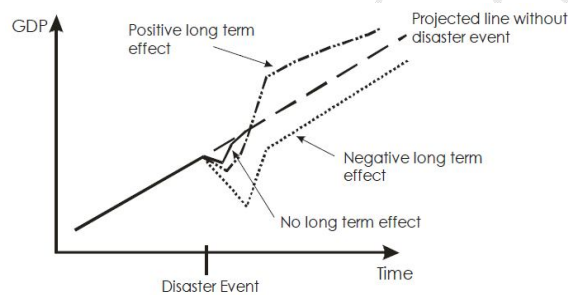 GDP
Positive long term
effect
Projected line without
disaster event
Negative long term
effect
No long term effect
Time
Disaster Event